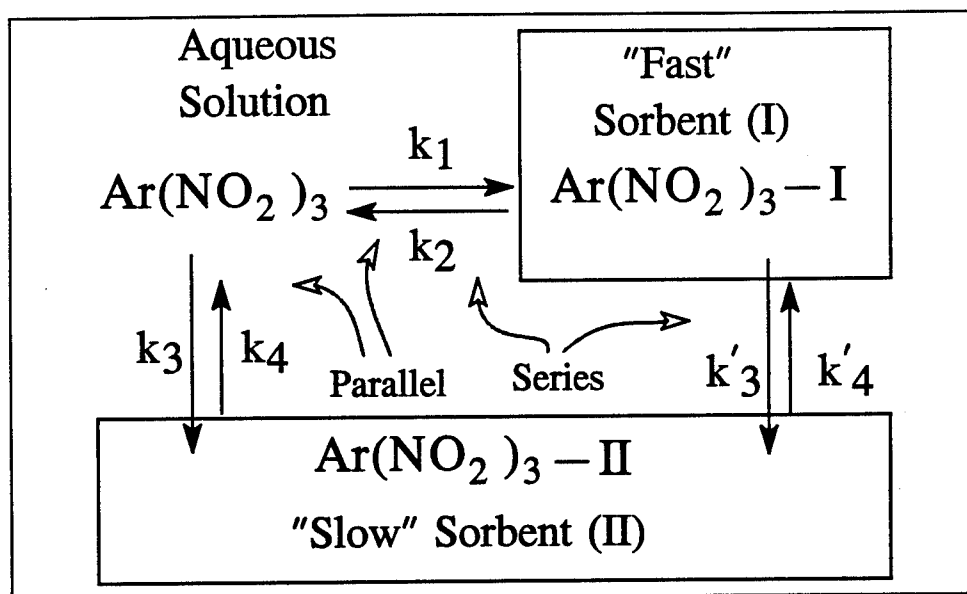 Aqueous
Solution
Ar(NO₂)₃
k₁
k₂
"Fast"
Sorbent (I)
Ar(NO₂)₃–I
k₃
k₄
Parallel
Series
k′₃
k′₄
Ar(NO₂)₃–II
"Slow" Sorbent (II)